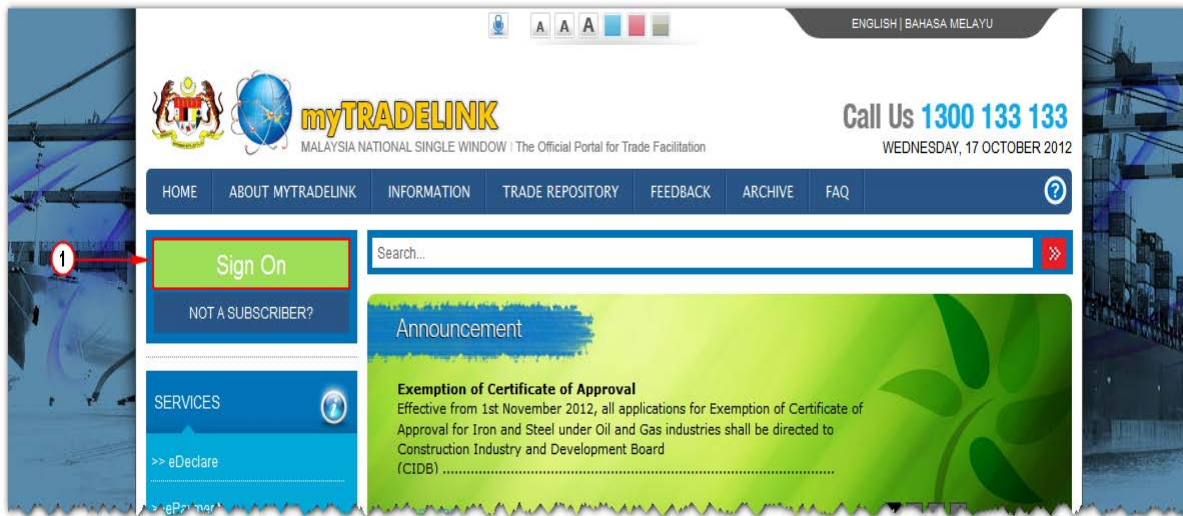 A A A
ENGLISH | BAHASA MELAYU
myTRADELINK
MALAYSIA NATIONAL SINGLE WINDOW | The Official Portal for Trade Facilitation
Call Us 1300 133 133
WEDNESDAY, 17 OCTOBER 2012
HOME ABOUT MYTRADELINK INFORMATION TRADE REPOSITORY FEEDBACK ARCHIVE FAQ ?
1
Sign On
NOT A SUBSCRIBER?
Search...
Announcement
Exemption of Certificate of Approval
Effective from 1st November 2012, all applications for Exemption of Certificate of
Approval for Iron and Steel under Oil and Gas industries shall be directed to
Construction Industry and Development Board
(CIDB) ..........................................................................................
SERVICES
>> eDeclare